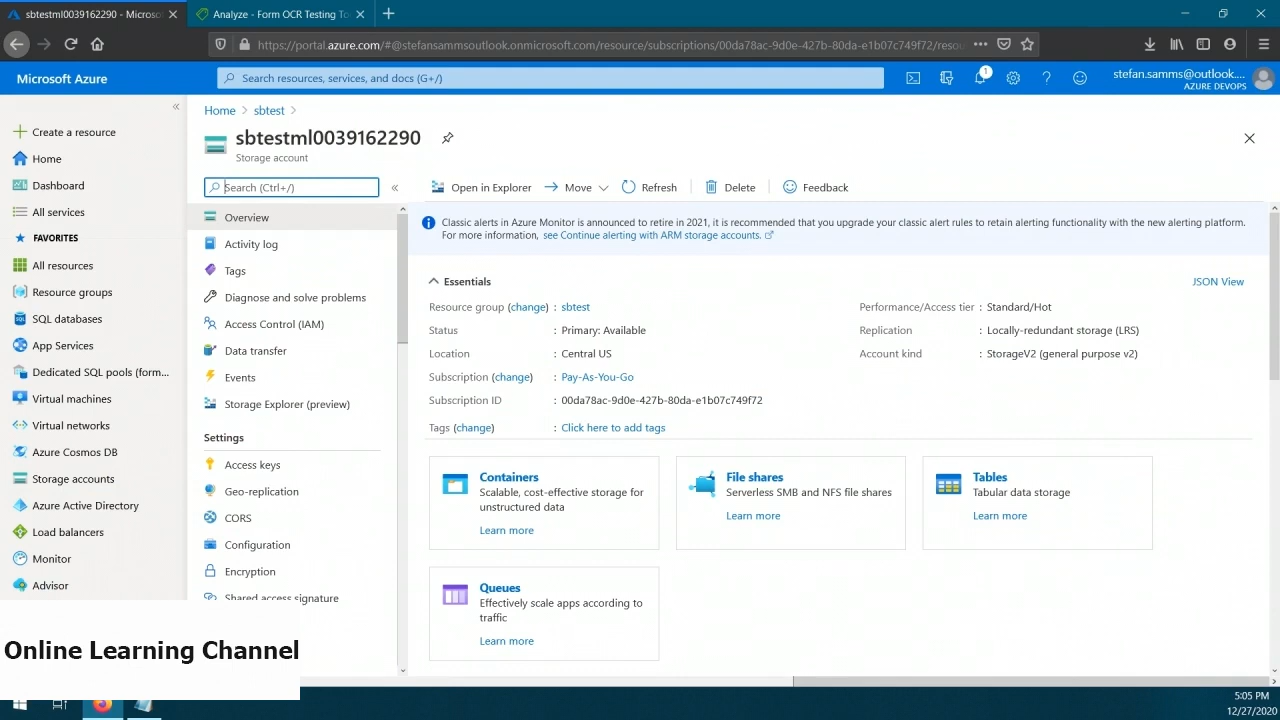 sbtestml0039162290 - Microso
Analyze - Form OCR Testing To
https://portal.azure.com/#@stefansammsoutlook.onmicrosoft.com/resource/subscriptions/00da78ac-9d0e-427b-80da-e1b07c749f72/resou
Microsoft Azure
Search resources, services, and docs (G+/)
1
stefan.samms@outlook....
AZURE DEVOPS
Create a resource
Home
Dashboard
All services
FAVORITES
All resources
Resource groups
SQL databases
App Services
Dedicated SQL pools (form...
Virtual machines
Virtual networks
Azure Cosmos DB
Storage accounts
Azure Active Directory
Load balancers
Monitor
Advisor
Home > sbtest >
sbtestml0039162290
Storage account
Search (Ctrl+/)
Overview
Activity log
Tags
Diagnose and solve problems
Access Control (IAM)
Data transfer
Events
Storage Explorer (preview)
Settings
Access keys
Geo-replication
CORS
Configuration
Encryption
Shared access signature
Open in Explorer
Move
Refresh
Delete
Feedback
Classic alerts in Azure Monitor is announced to retire in 2021, it is recommended that you upgrade your classic alert rules to retain alerting functionality with the new alerting platform.
For more information, see Continue alerting with ARM storage accounts.
Essentials
JSON View
Resource group (change) : sbtest
Status : Primary: Available
Location : Central US
Subscription (change) : Pay-As-You-Go
Subscription ID : 00da78ac-9d0e-427b-80da-e1b07c749f72
Tags (change) : Click here to add tags
Performance/Access tier : Standard/Hot
Replication : Locally-redundant storage (LRS)
Account kind : StorageV2 (general purpose v2)
Containers
Scalable, cost-effective storage for
unstructured data
Learn more
File shares
Serverless SMB and NFS file shares
Learn more
Tables
Tabular data storage
Learn more
Queues
Effectively scale apps according to
traffic
Learn more
Online Learning Channel
5:05 PM
12/27/2020